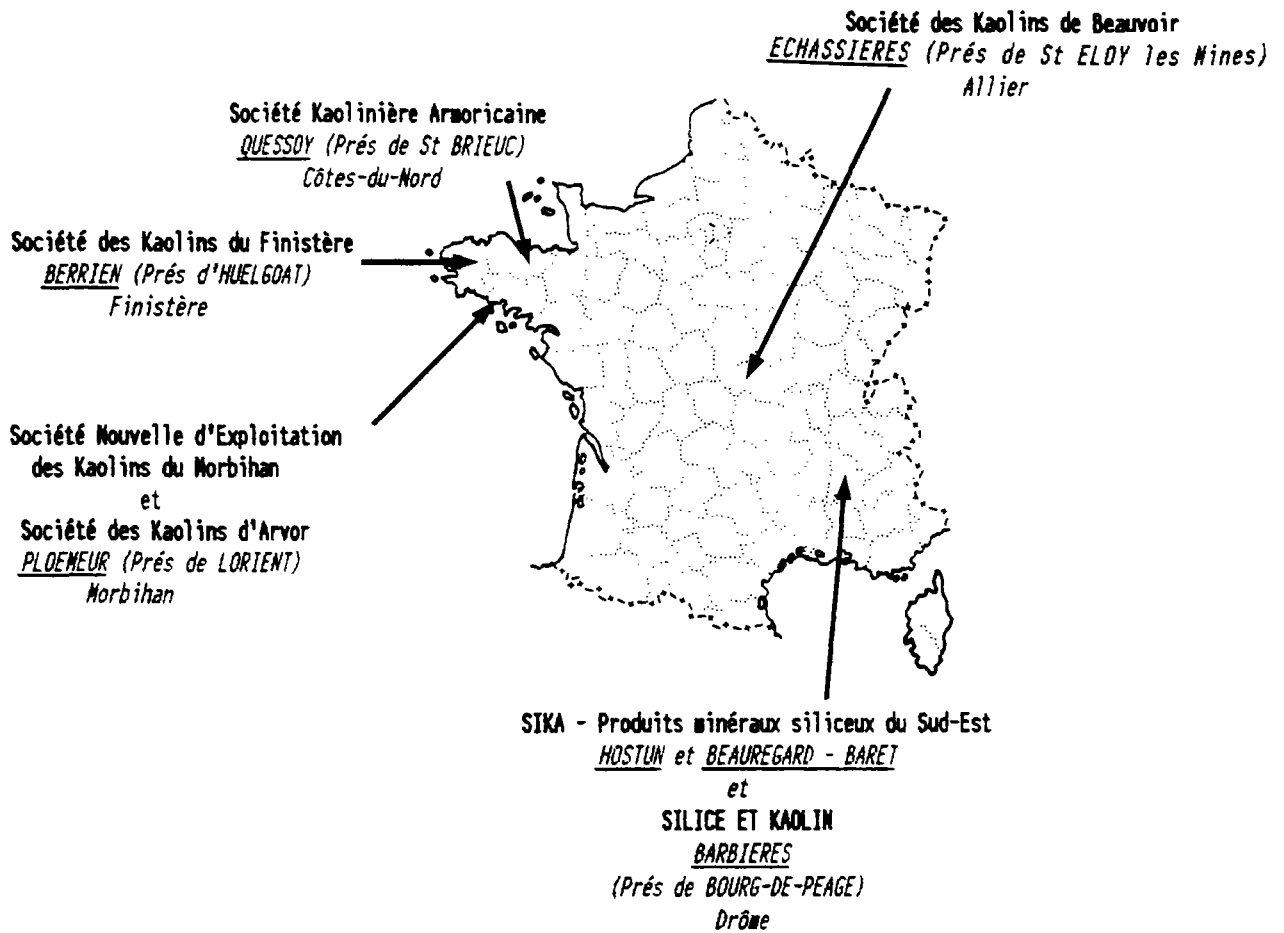 Société des Kaolins de Beauvoir
ECHASSIERES (Prés de St ELOY les Mines)
Allier
Société Kaolinière Armoricaine
QUESSOY (Prés de St BRIEUC)
Côtes-du-Nord
Société des Kaolins du Finistère
BERRIEN (Prés d'HUELGOAT)
Finistère
Société Nouvelle d'Exploitation
des Kaolins du Morbihan
et
Société des Kaolins d'Arvor
PLOEMEUR (Prés de LORIENT)
Morbihan
SIKA - Produits minéraux siliceux du Sud-Est
HOSTUN et BEAUREGARD - BARET
et
SILICE ET KAOLIN
BARBIERES
(Prés de BOURG-DE-PEAGE)
Drôme